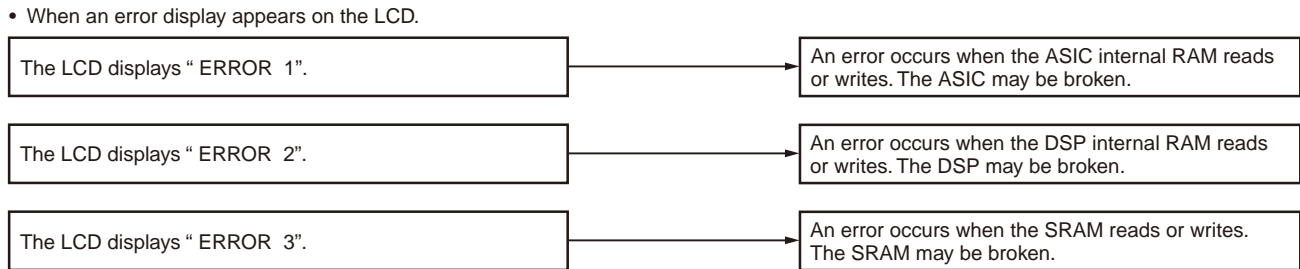 • When an error display appears on the LCD.
The LCD displays “ ERROR 1”.
An error occurs when the ASIC internal RAM reads
or writes. The ASIC may be broken.
The LCD displays “ ERROR 2”.
An error occurs when the DSP internal RAM reads
or writes. The DSP may be broken.
The LCD displays “ ERROR 3”.
An error occurs when the SRAM reads or writes.
The SRAM may be broken.